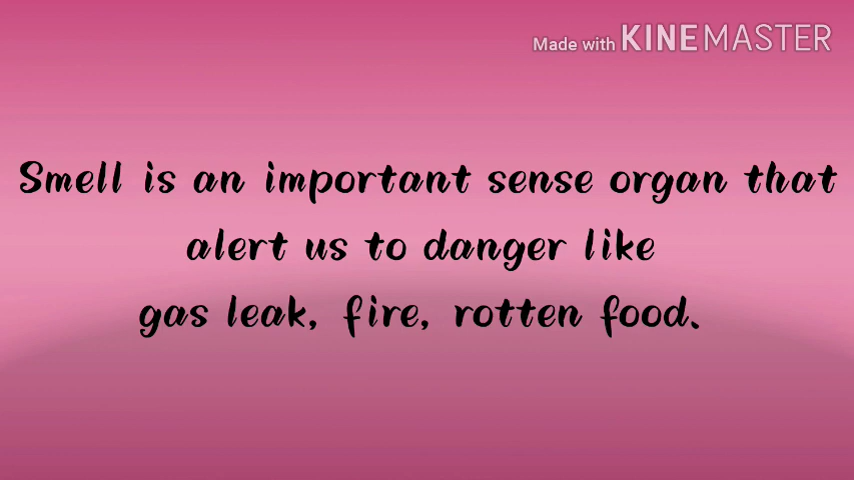 Made with KINEMASTER
Smell is an important sense organ that
alert us to danger like
gas leak, fire, rotten food.